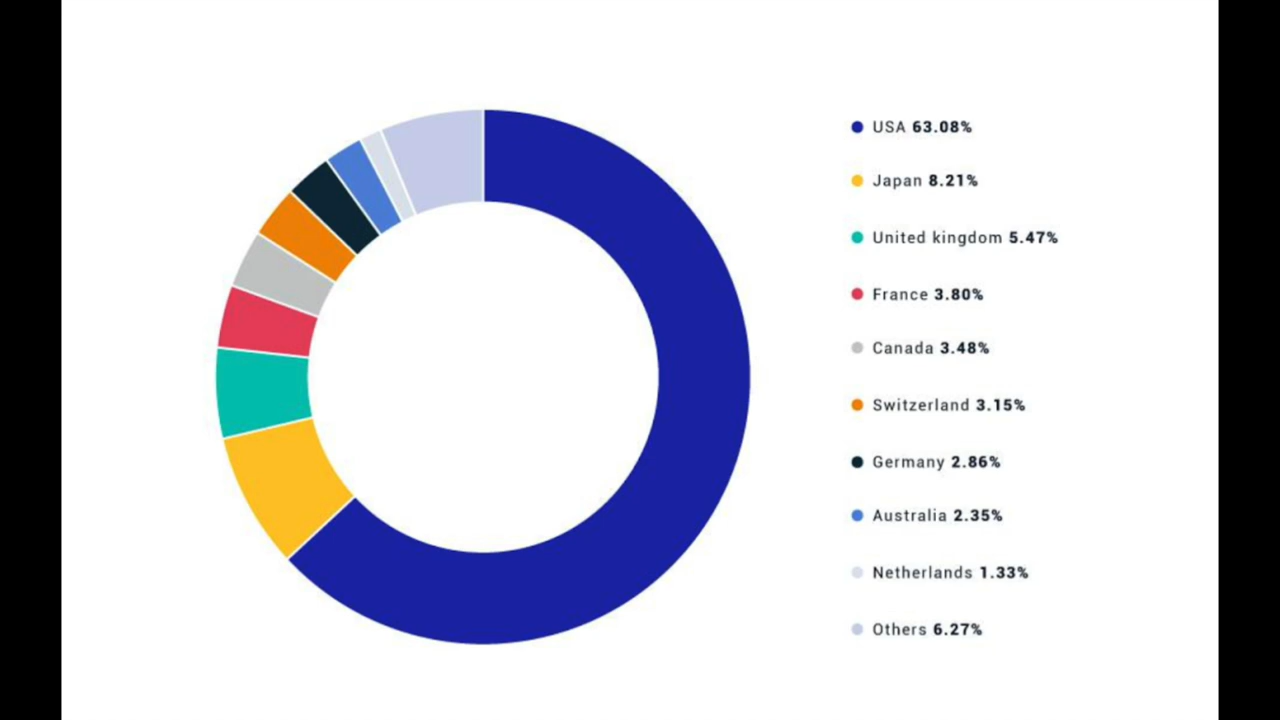 USA 63.08%
Japan 8.21%
United kingdom 5.47%
France 3.80%
Canada 3.48%
Switzerland 3.15%
Germany 2.86%
Australia 2.35%
Netherlands 1.33%
Others 6.27%